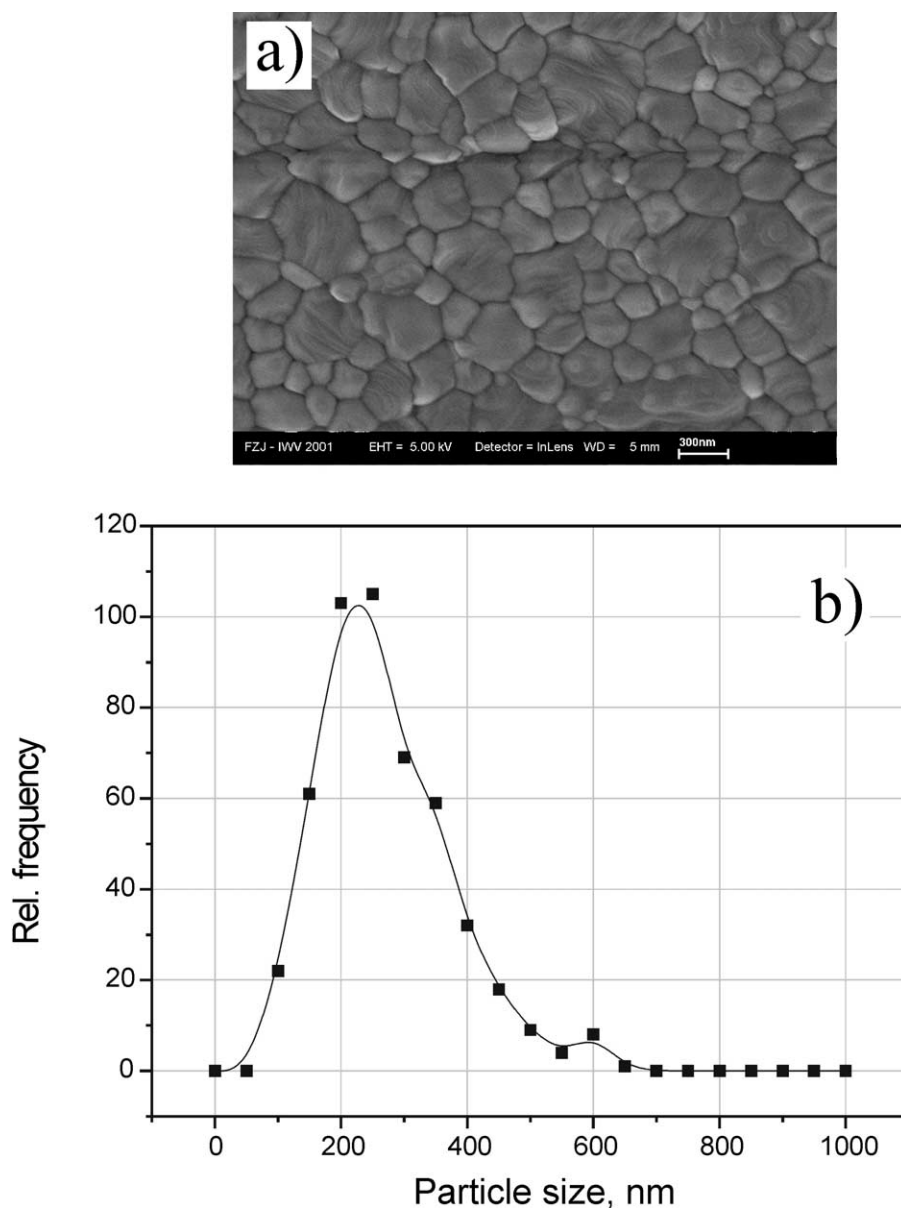 a)
FZJ - IWV 2001 EHT = 5.00 kV Detector = InLens WD = 5 mm 300nm
b)
120
100
80
60
40
20
0
Rel. frequency
0 200 400 600 800 1000
Particle size, nm